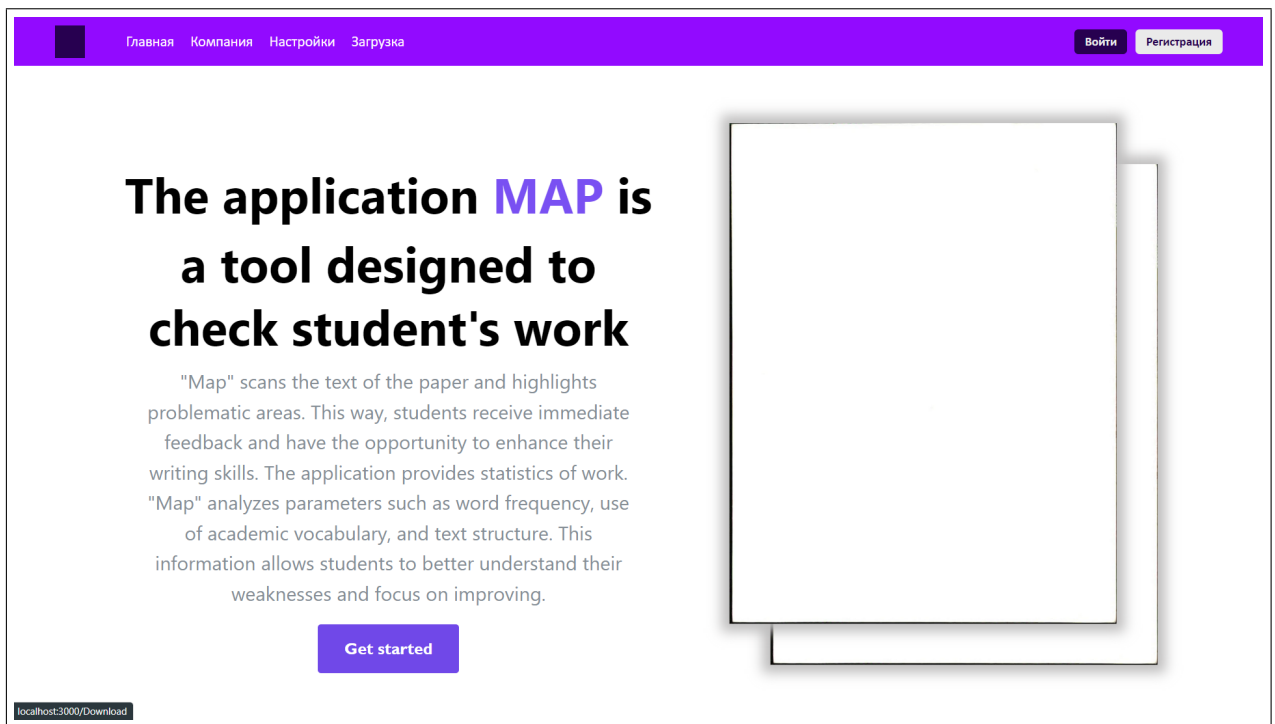 Главная Компания Настройки Загрузка Войти Регистрация
The application MAP is
a tool designed to
check student's work
"Map" scans the text of the paper and highlights
problematic areas. This way, students receive immediate
feedback and have the opportunity to enhance their
writing skills. The application provides statistics of work.
"Map" analyzes parameters such as word frequency, use
of academic vocabulary, and text structure. This
information allows students to better understand their
weaknesses and focus on improving.
Get started
localhost:3000/Download